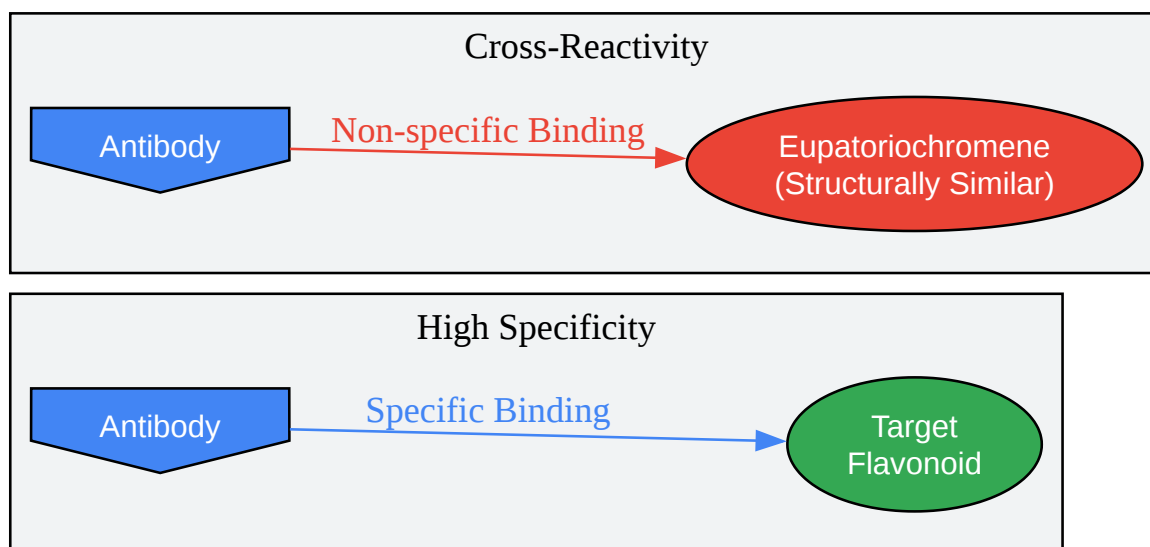 Cross-Reactivity
Antibody
Non-specific Binding
Eupatoriochromene
(Structurally Similar)
High Specificity
Antibody
Specific Binding
Target
Flavonoid